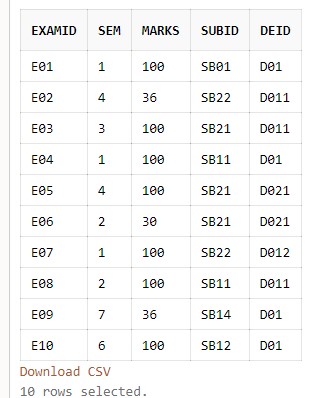 EXAMID SEM MARKS SUBID DEID
E01 1 100 SB01 D01
E02 4 36 SB22 D011
E03 3 100 SB21 D011
E04 1 100 SB11 D01
E05 4 100 SB21 D021
E06 2 30 SB21 D021
E07 1 100 SB22 D012
E08 2 100 SB11 D011
E09 7 36 SB14 D01
E10 6 100 SB12 D01
Download CSV
10 rows selected.